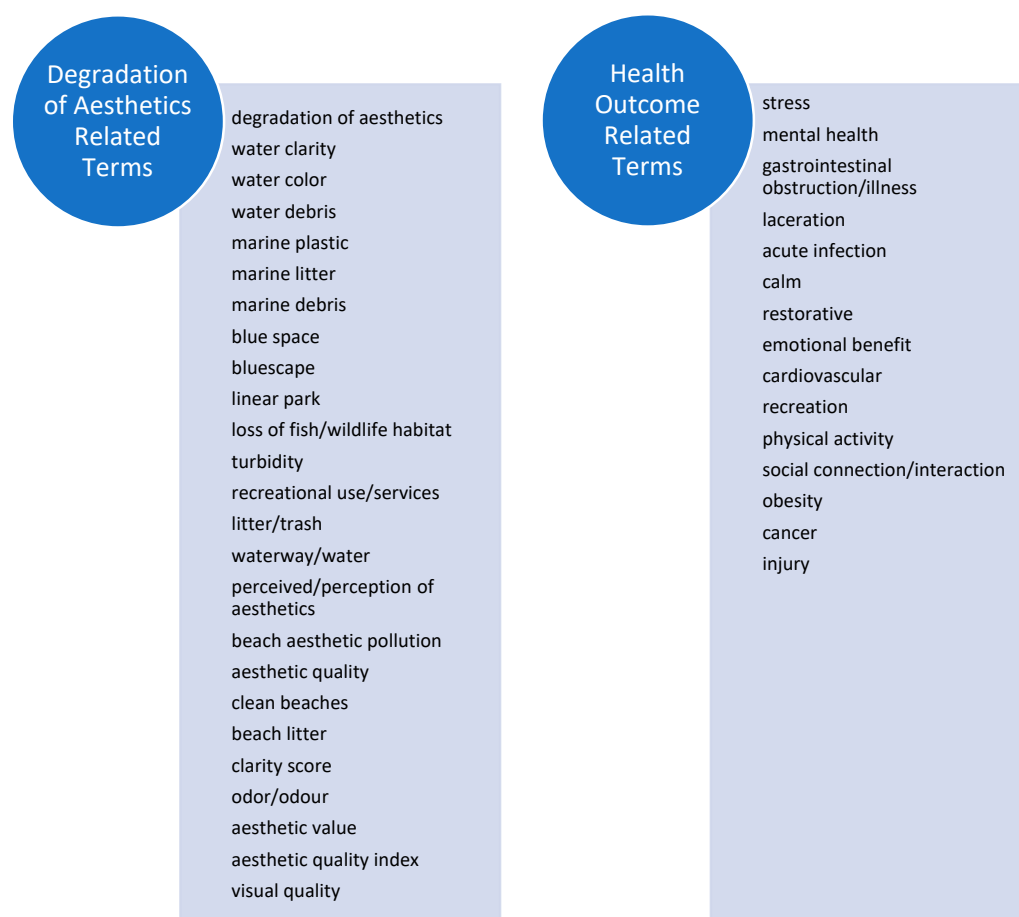 Degradation
of Aesthetics
Related
Terms
degradation of aesthetics
water clarity
water color
water debris
marine plastic
marine litter
marine debris
blue space
bluescape
linear park
loss of fish/wildlife habitat
turbidity
recreational use/services
litter/trash
waterway/water
perceived/perception of
aesthetics
beach aesthetic pollution
aesthetic quality
clean beaches
beach litter
clarity score
odor/odour
aesthetic value
aesthetic quality index
visual quality
Health
Outcome
Related
Terms
stress
mental health
gastrointestinal
obstruction/illness
laceration
acute infection
calm
restorative
emotional benefit
cardiovascular
recreation
physical activity
social connection/interaction
obesity
cancer
injury